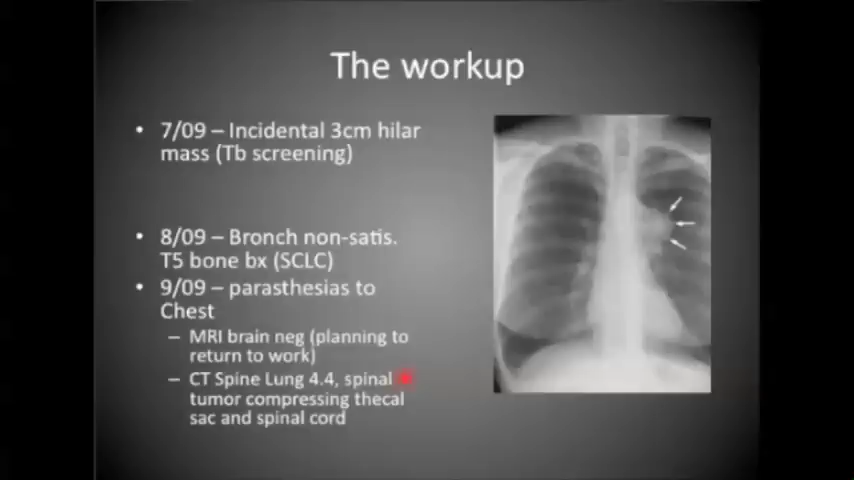 The workup
• 7/09 – Incidental 3cm hilar
mass (Tb screening)
• 8/09 – Bronch non-satis.
T5 bone bx (SCLC)
• 9/09 – parasthesias to
Chest
– MRI brain neg (planning to
return to work)
– CT Spine Lung 4.4, spinal
tumor compressing thecal
sac and spinal cord